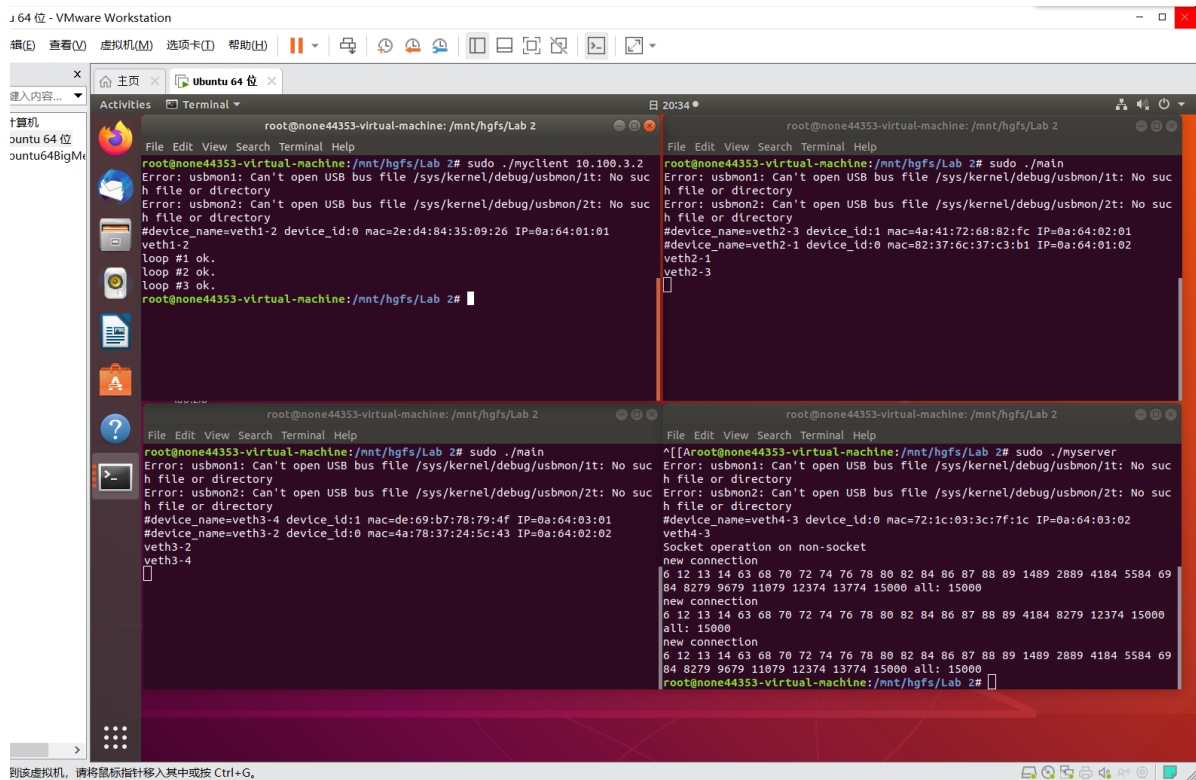 u 64 位 - VMware Workstation
编辑(E) 查看(V) 虚拟机(M) 选项卡(T) 帮助(H)
键入内容...
主页
Ubuntu 64 位
计算机
buntu 64 位
buntu64BigMe
Activities Terminal 日 20:34
root@none44353-virtual-machine: /mnt/hgfs/Lab 2
File Edit View Search Terminal Help
root@none44353-virtual-machine:/mnt/hgfs/Lab 2# sudo ./myclient 10.100.3.2
Error: usbmon1: Can't open USB bus file /sys/kernel/debug/usbmon/1t: No suc
h file or directory
Error: usbmon2: Can't open USB bus file /sys/kernel/debug/usbmon/2t: No suc
h file or directory
#device_name=veth1-2 device_id:0 mac=2e:d4:84:35:09:26 IP=0a:64:01:01
veth1-2
loop #1 ok.
loop #2 ok.
loop #3 ok.
root@none44353-virtual-machine:/mnt/hgfs/Lab 2#
root@none44353-virtual-machine: /mnt/hgfs/Lab 2
File Edit View Search Terminal Help
root@none44353-virtual-machine:/mnt/hgfs/Lab 2# sudo ./main
Error: usbmon1: Can't open USB bus file /sys/kernel/debug/usbmon/1t: No suc
h file or directory
Error: usbmon2: Can't open USB bus file /sys/kernel/debug/usbmon/2t: No suc
h file or directory
#device_name=veth2-3 device_id:1 mac=4a:41:72:68:82:fc IP=0a:64:02:01
#device_name=veth2-1 device_id:0 mac=82:37:6c:37:c3:b1 IP=0a:64:01:02
veth2-1
veth2-3
root@none44353-virtual-machine: /mnt/hgfs/Lab 2
File Edit View Search Terminal Help
root@none44353-virtual-machine:/mnt/hgfs/Lab 2# sudo ./main
Error: usbmon1: Can't open USB bus file /sys/kernel/debug/usbmon/1t: No suc
h file or directory
Error: usbmon2: Can't open USB bus file /sys/kernel/debug/usbmon/2t: No suc
h file or directory
#device_name=veth3-4 device_id:1 mac=de:69:b7:78:79:4f IP=0a:64:03:01
#device_name=veth3-2 device_id:0 mac=4a:78:37:24:5c:43 IP=0a:64:02:02
veth3-2
veth3-4
root@none44353-virtual-machine: /mnt/hgfs/Lab 2
File Edit View Search Terminal Help
^[[Aroot@none44353-virtual-machine:/mnt/hgfs/Lab 2# sudo ./myserver
Error: usbmon1: Can't open USB bus file /sys/kernel/debug/usbmon/1t: No suc
h file or directory
Error: usbmon2: Can't open USB bus file /sys/kernel/debug/usbmon/2t: No suc
h file or directory
#device_name=veth4-3 device_id:0 mac=72:1c:03:3c:7f:1c IP=0a:64:03:02
veth4-3
Socket operation on non-socket
new connection
6 12 13 14 63 68 70 72 74 76 78 80 82 84 86 87 88 89 1489 2889 4184 5584 69
84 8279 9679 11079 12374 13774 15000 all: 15000
new connection
6 12 13 14 63 68 70 72 74 76 78 80 82 84 86 87 88 89 4184 8279 12374 15000
all: 15000
new connection
6 12 13 14 63 68 70 72 74 76 78 80 82 84 86 87 88 89 1489 2889 4184 5584 69
84 8279 9679 11079 12374 13774 15000 all: 15000
root@none44353-virtual-machine:/mnt/hgfs/Lab 2#
到该虚拟机，请将鼠标指针移入其中或按 Ctrl+G。